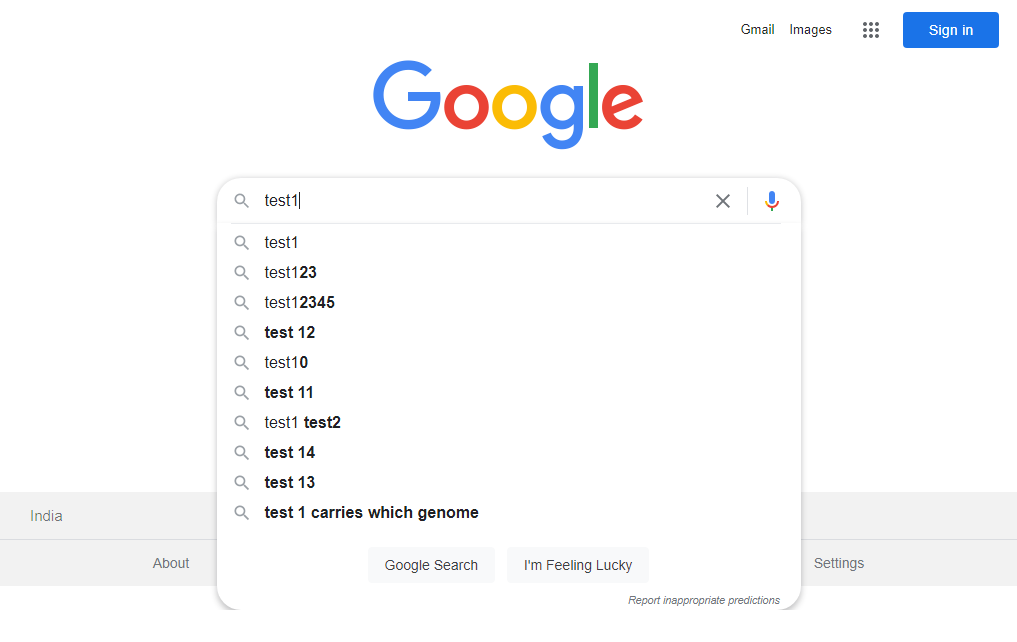 Gmail Images Sign in
Google
test1
test1
test123
test12345
test 12
test10
test 11
test1 test2
test 14
test 13
test 1 carries which genome
India
Google Search I'm Feeling Lucky
About Settings
Report inappropriate predictions